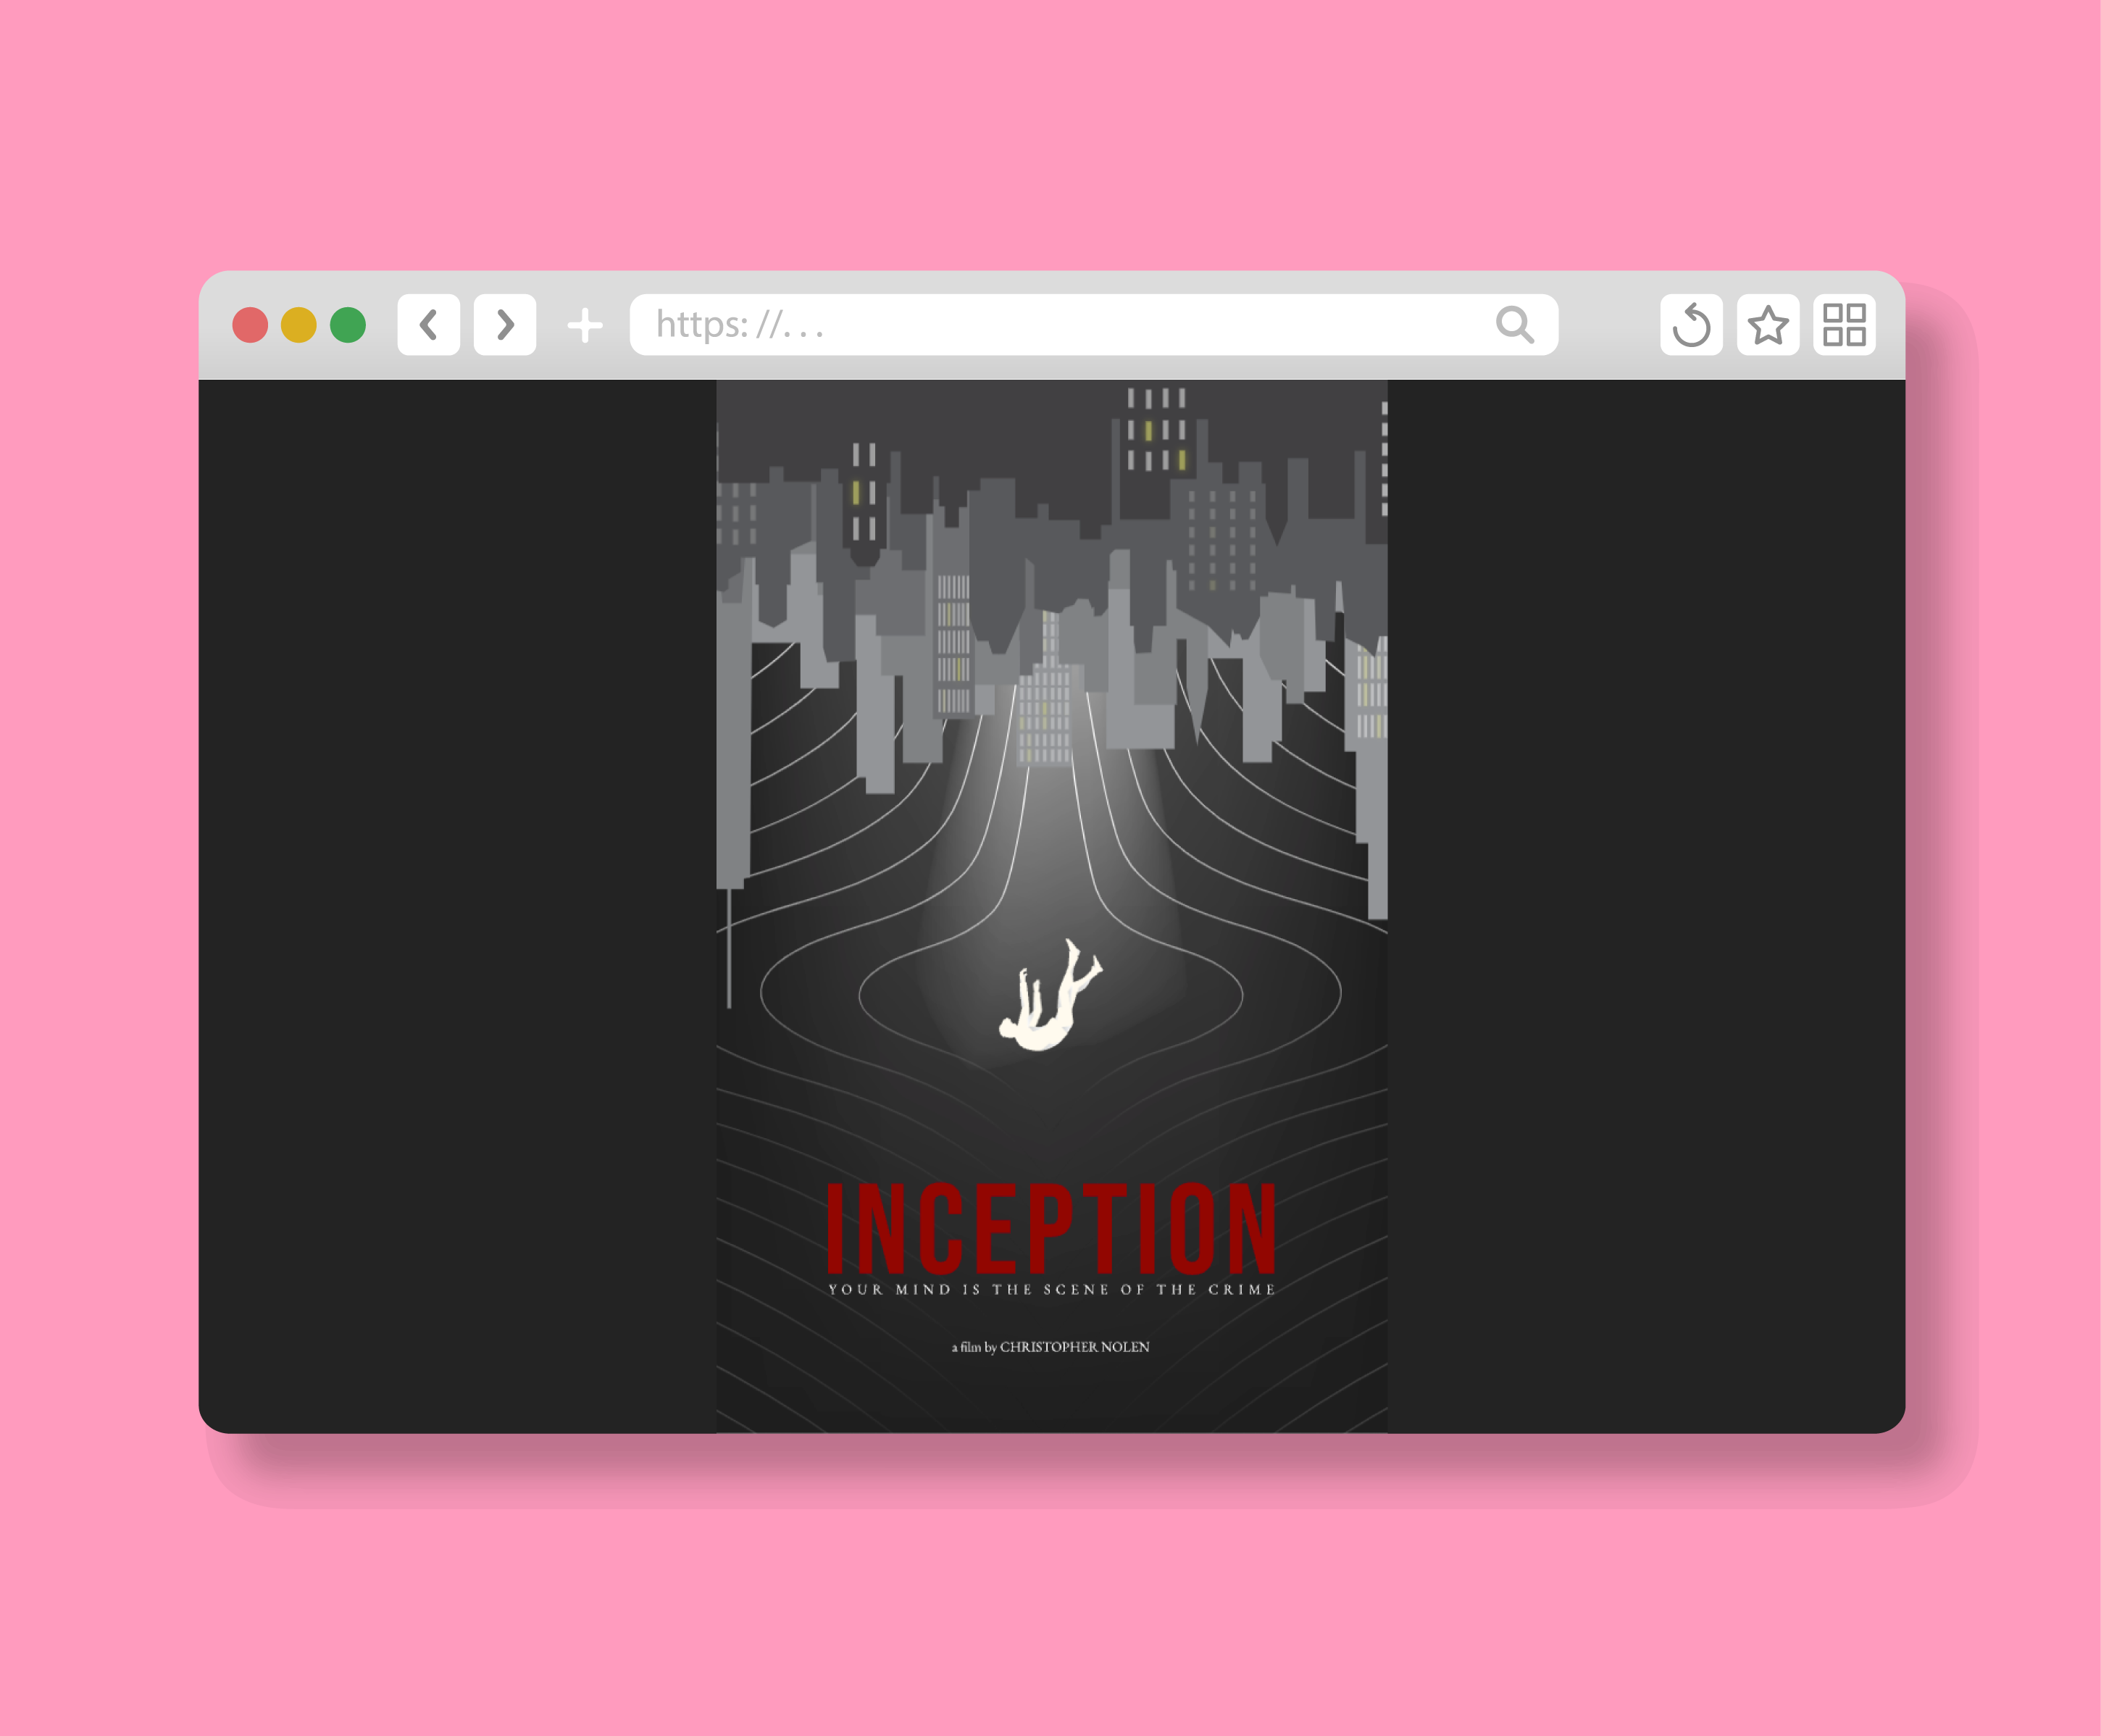 https://...
INCEPTION
YOUR MIND IS THE SCENE OF THE CRIME
a film by CHRISTOPHER NOLEN